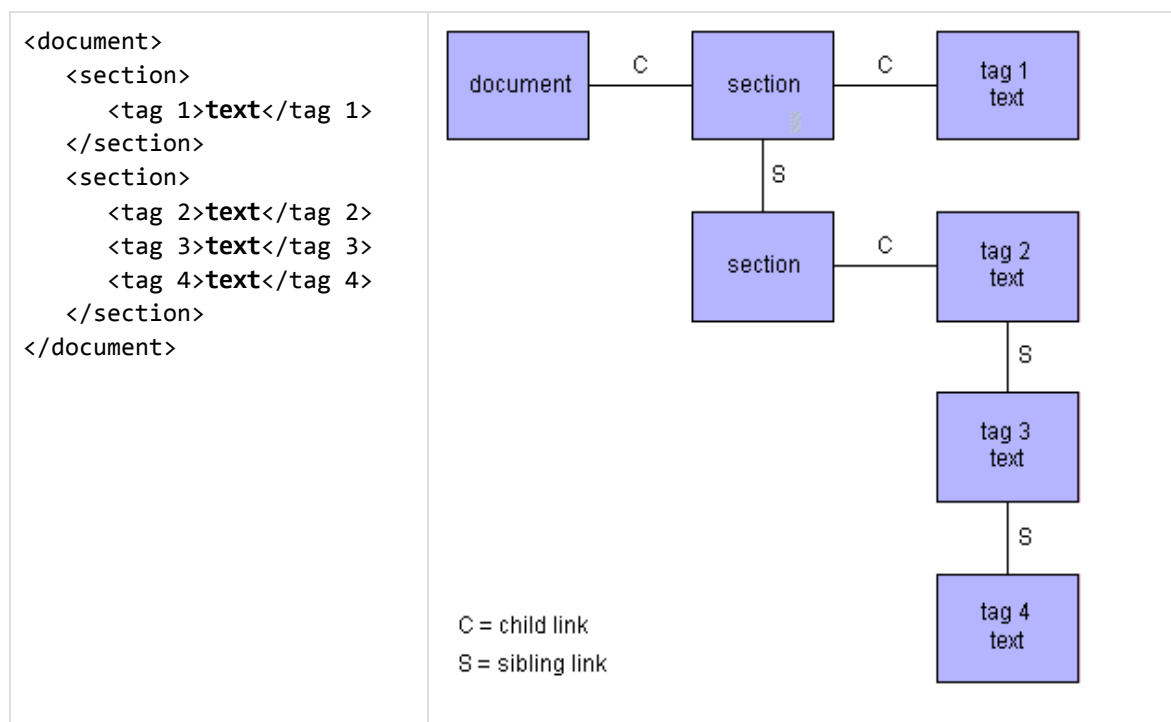 <document>
<section>
<tag 1>text</tag 1>
</section>
<section>
<tag 2>text</tag 2>
<tag 3>text</tag 3>
<tag 4>text</tag 4>
</section>
</document>
document
C
section
C
tag 1
text
S
section
C
tag 2
text
S
tag 3
text
S
tag 4
text
C = child link
S = sibling link